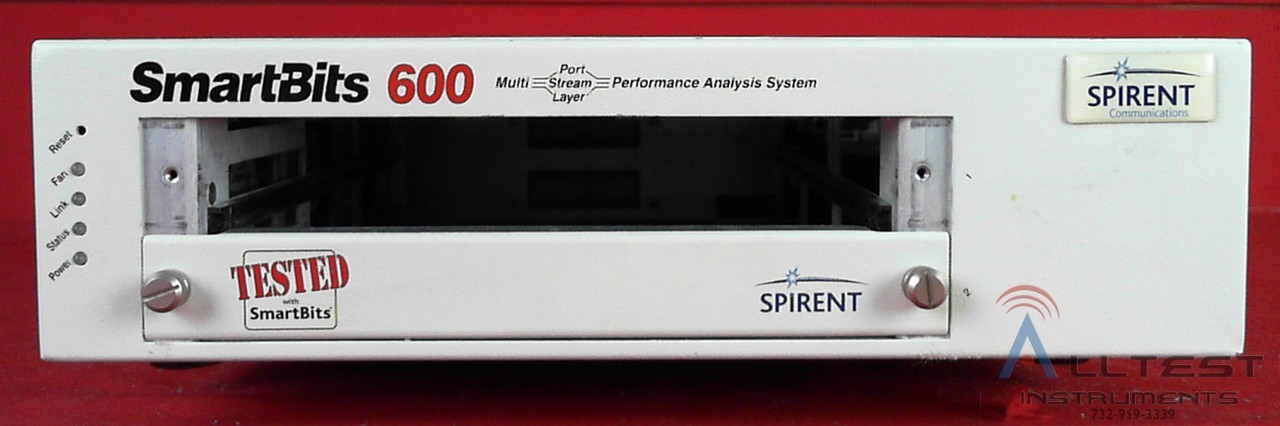 SmartBits 600
Multi Port Stream Layer Performance Analysis System
SPIRENT
Communications
Reset
Fan
Link
Status
Power
TESTED
with
SmartBits
SPIRENT
2
ALLTEST
INSTRUMENTS
732-919-3339